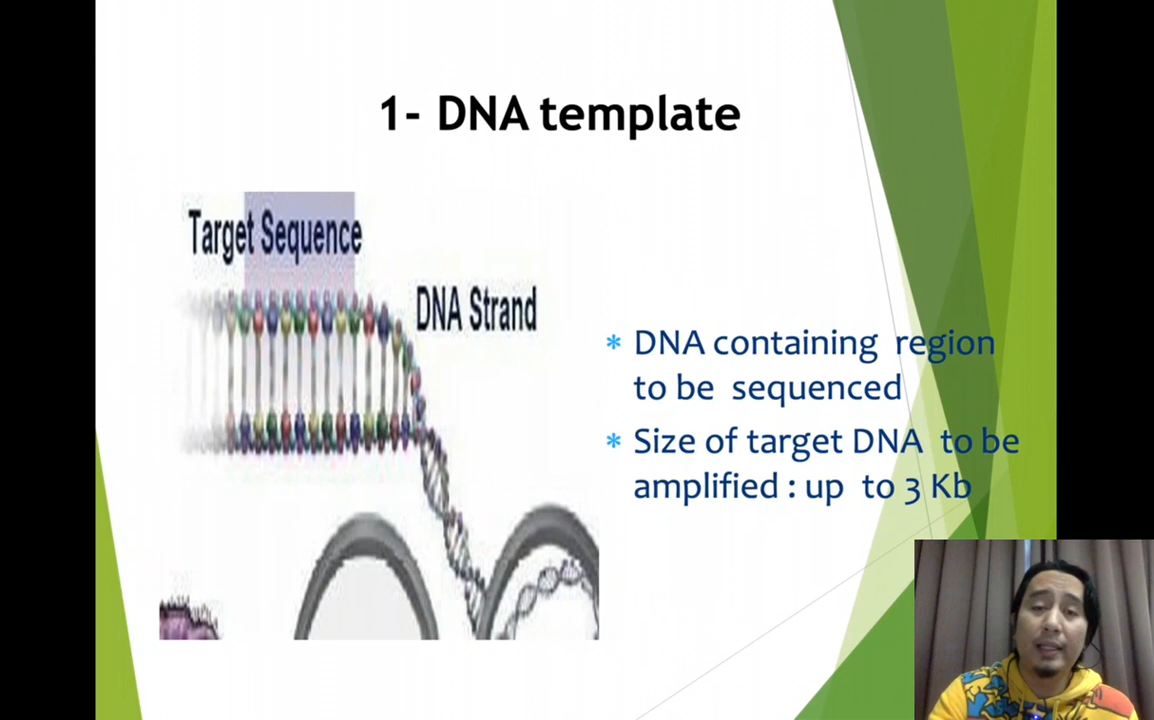 1- DNA template
Target Sequence
DNA Strand
* DNA containing region
to be sequenced
* Size of target DNA to be
amplified : up to 3 Kb